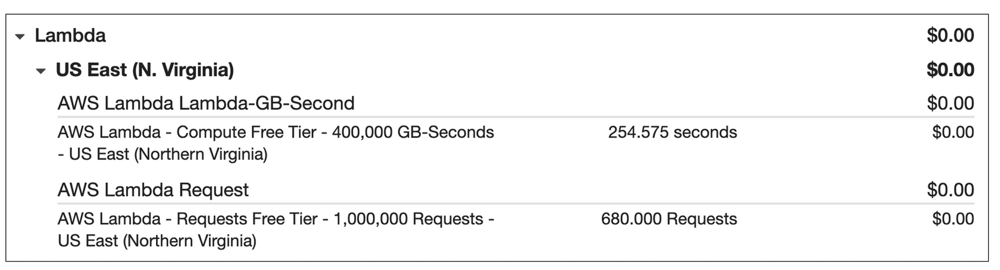 Lambda $0.00
US East (N. Virginia) $0.00
AWS Lambda Lambda-GB-Second $0.00
AWS Lambda - Compute Free Tier - 400,000 GB-Seconds 254.575 seconds $0.00
- US East (Northern Virginia)
AWS Lambda Request $0.00
AWS Lambda - Requests Free Tier - 1,000,000 Requests - 680.000 Requests $0.00
US East (Northern Virginia)